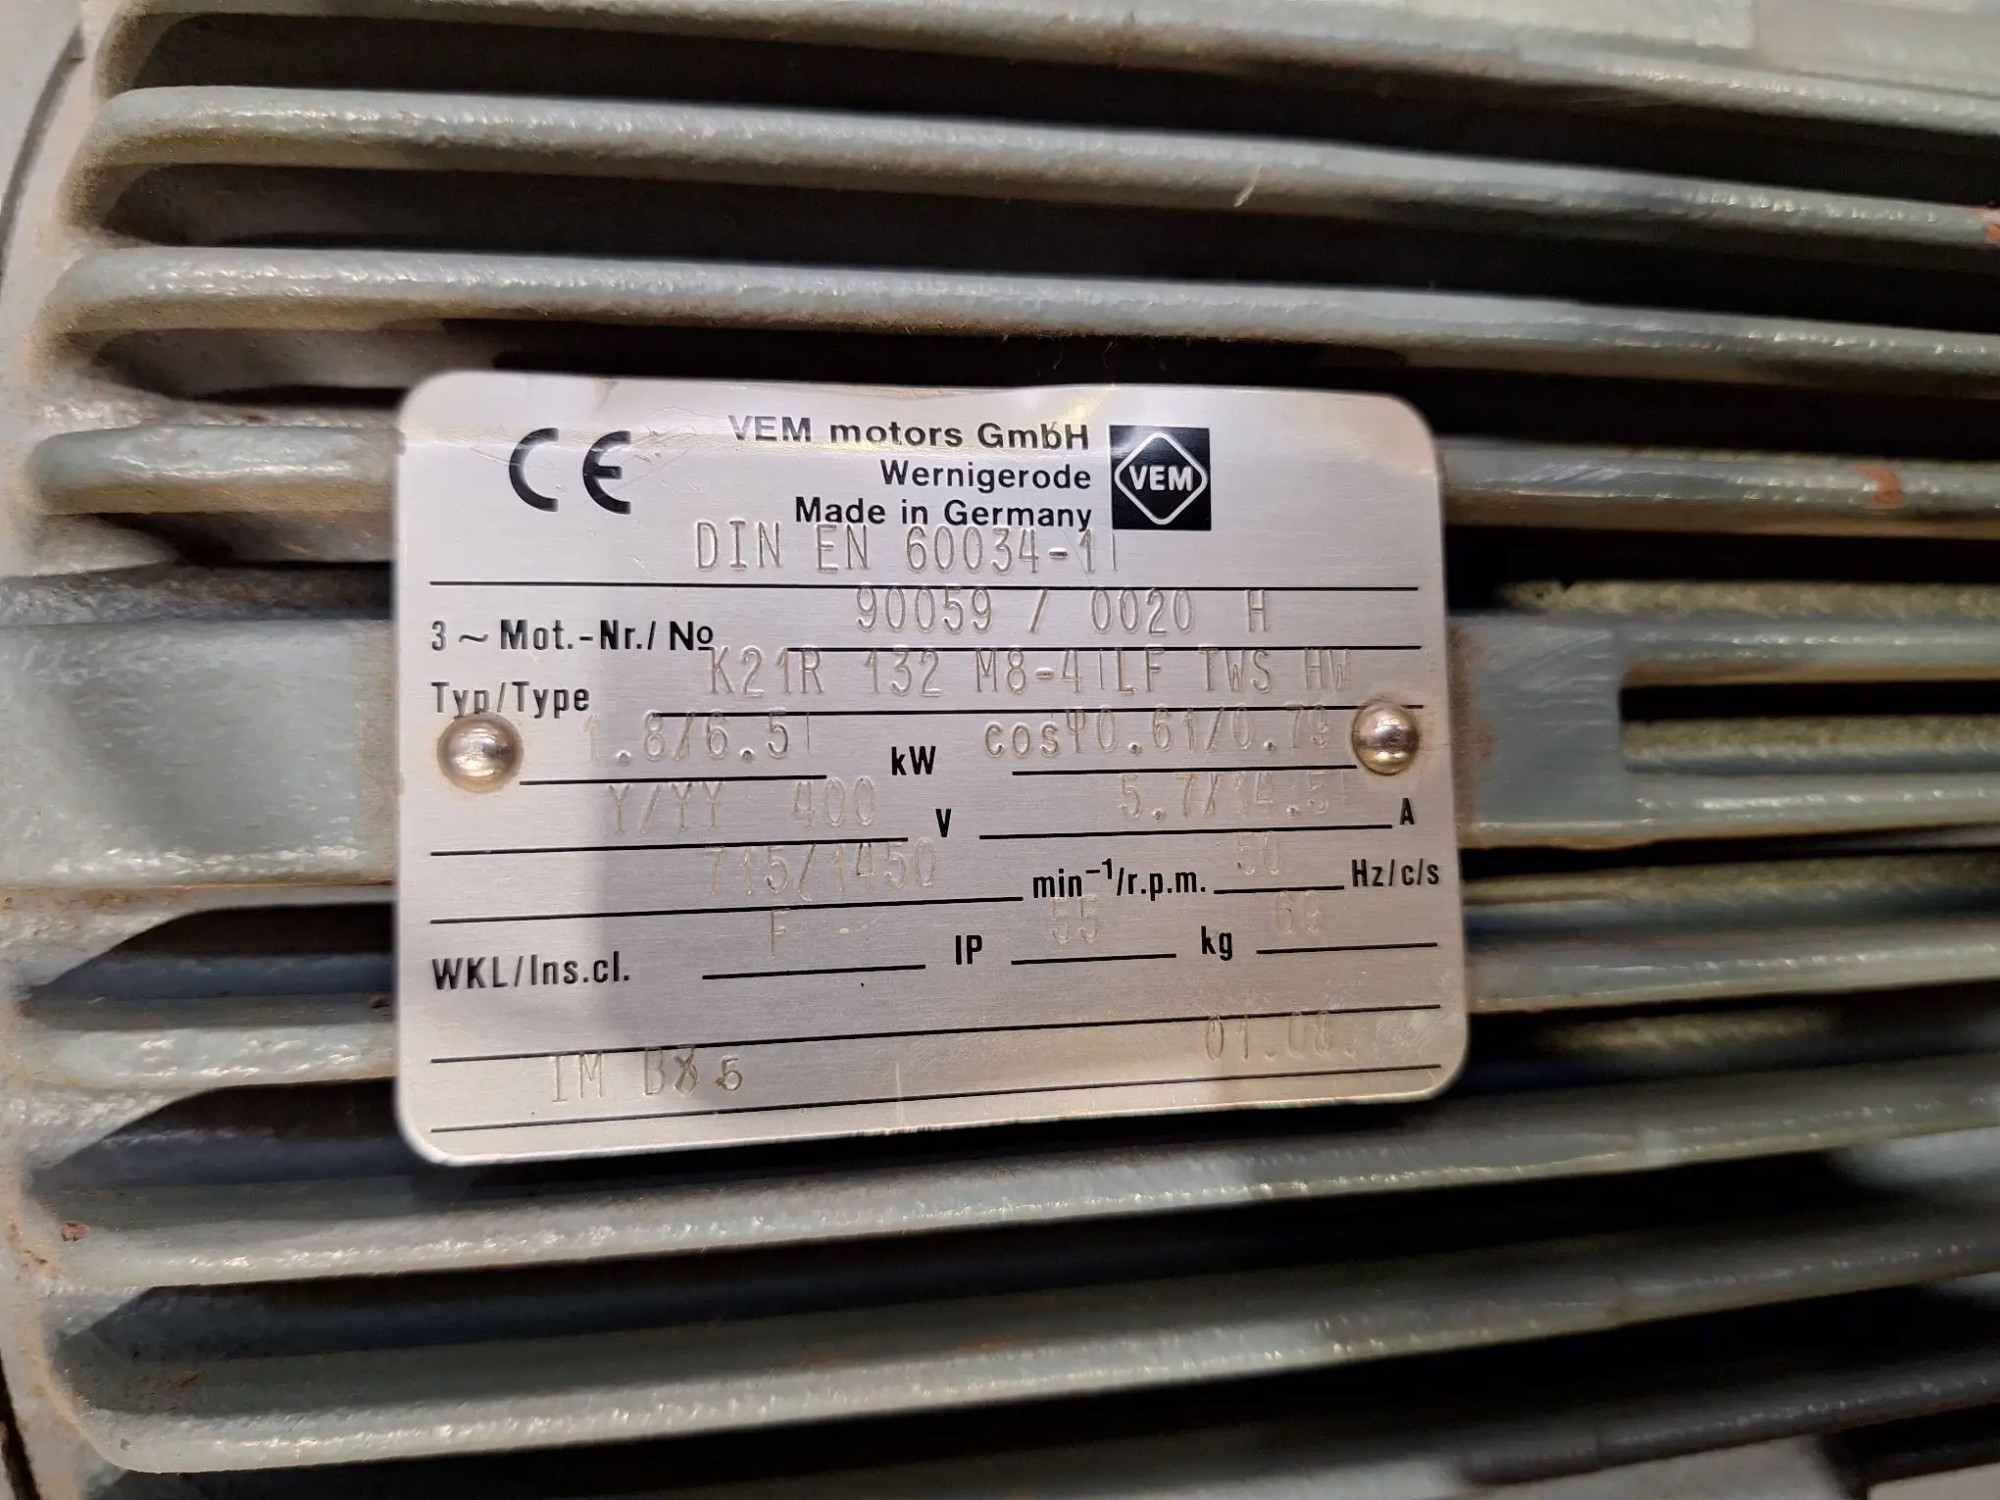 CE VEM motors GmbH
Wernigerode VEM
Made in Germany
DIN EN 60034-1
3~Mot.-Nr./No 90059 / 0020 H
Typ/Type K21R 132 M8-4 LF TWS HW
1.8/6.5 kW cosφ0.61/0.79
Y/YY 400 V 5.7/14.5 A
715/1450 min-1/r.p.m. 50 Hz/c/s
WKL/Ins.cl. F IP 55 kg
IM B 5